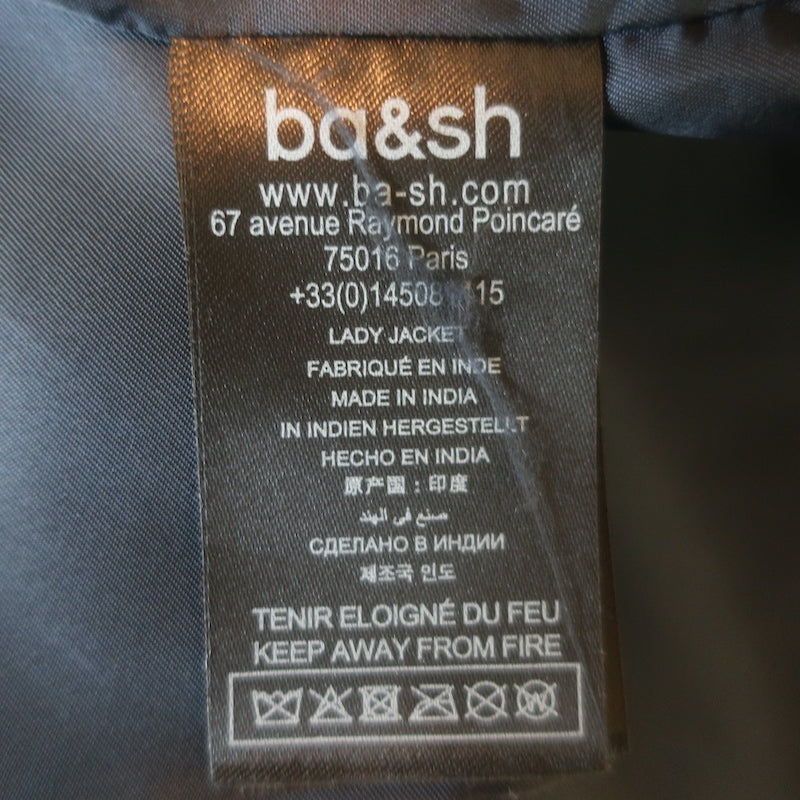 ba&sh
www.ba-sh.com
67 avenue Raymond Poincaré
75016 Paris
LADY JACKET
FABRIQUÉ EN INDE
MADE IN INDIA
IN INDIEN HERGESTELLT
HECHO EN INDIA
原产国：印度
صنع في الهند
СДЕЛАНО В ИНДИИ
제조국 인도
TENIR ELOIGNÉ DU FEU
KEEP AWAY FROM FIRE
W